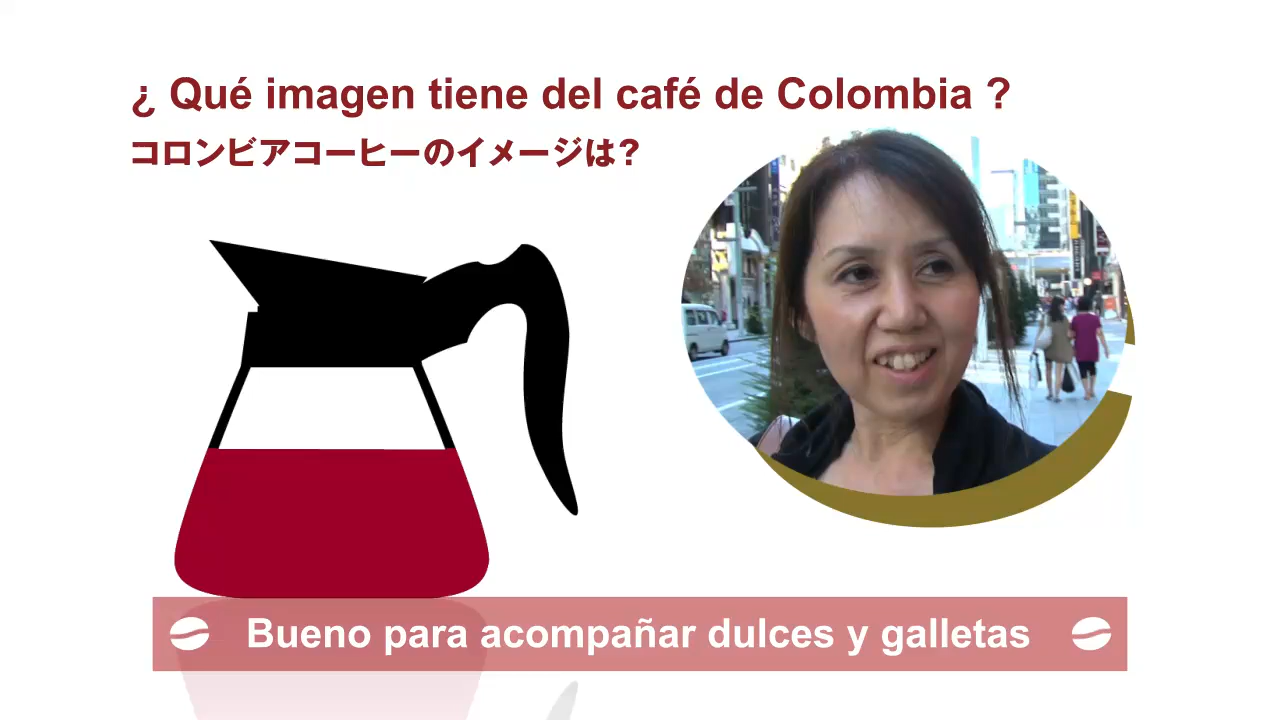 ¿ Qué imagen tiene del café de Colombia ?
コロンビアコーヒーのイメージは?
Bueno para acompañar dulces y galletas